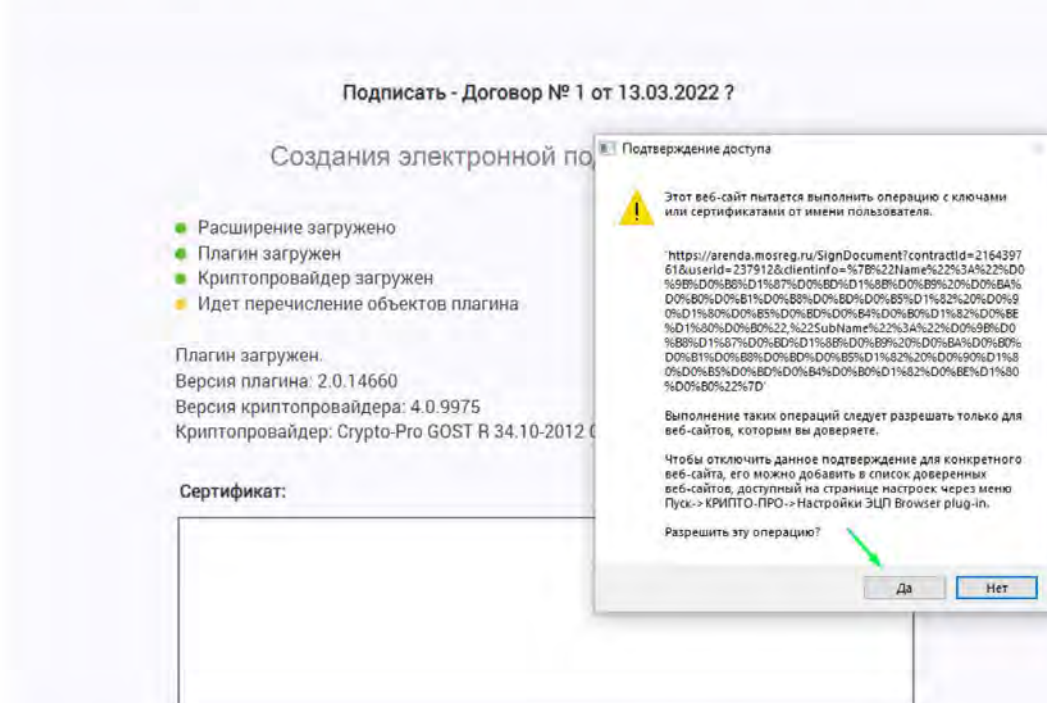 Подписать - Договор № 1 от 13.03.2022 ?
Создания электронной по
Расширение загружено
Плагин загружен
Криптопровайдер загружен
Идет перечисление объектов плагина
Плагин загружен.
Версия плагина: 2.0.14660
Версия криптопровайдера: 4.0.9975
Криптопровайдер: Crypto-Pro GOST R 34.10-2012
Сертификат:
Подтверждение доступа
Этот веб-сайт пытается выполнить операцию с ключами
или сертификатами от имени пользователя.
'https://arenda.mosreg.ru/SignDocument?contractId=2164397
61&userid=237912&clientinfo=%7B%22Name%22%3A%22%D0
%9B%D0%B8%D1%87%D0%BD%D1%8B%D0%B9%20%D0%BA%
D0%B0%D0%B1%D0%B8%D0%BD%D0%B5%D1%82%20%D0%9
0%D1%80%D0%B5%D0%BD%D0%B4%D0%B0%D1%82%D0%BE
%D1%80%D0%B0%22,%22SubName%22%3A%22%D0%9B%D0
%B8%D1%87%D0%BD%D1%8B%D0%B9%20%D0%BA%D0%B0%
D0%B1%D0%B8%D0%BD%D0%B5%D1%82%20%D0%90%D1%8
0%D0%B5%D0%BD%D0%B4%D0%B0%D1%82%D0%BE%D1%80
%D0%B0%22%7D'
Выполнение таких операций следует разрешать только для
веб-сайтов, которым вы доверяете.
Чтобы отключить данное подтверждение для конкретного
веб-сайта, его можно добавить в список доверенных
веб-сайтов, доступный на странице настроек через меню
Пуск->КРИПТО-ПРО->Настройки ЭЦП Browser plug-in.
Разрешить эту операцию?
Да
Нет